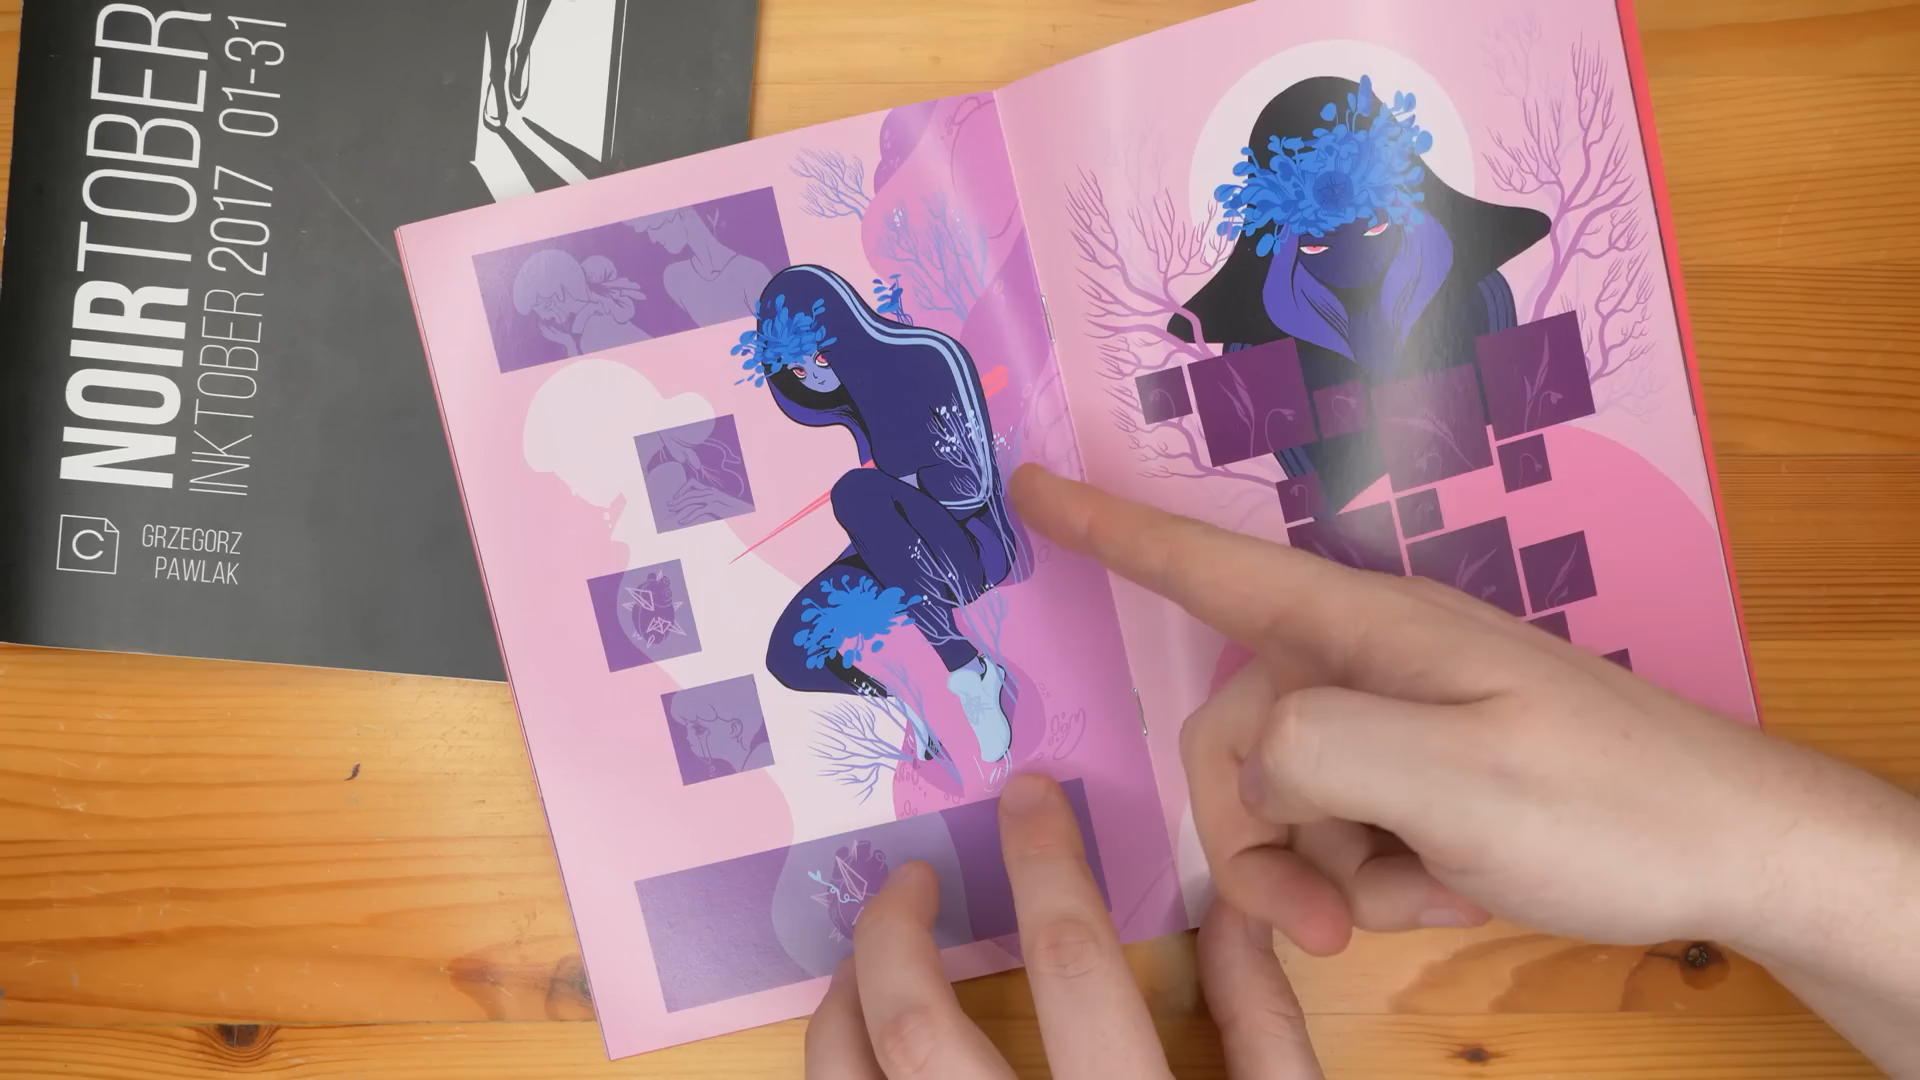 NOIRTOBER
INKTOBER 2017 01-31
C
GRZEGORZ
PAWLAK